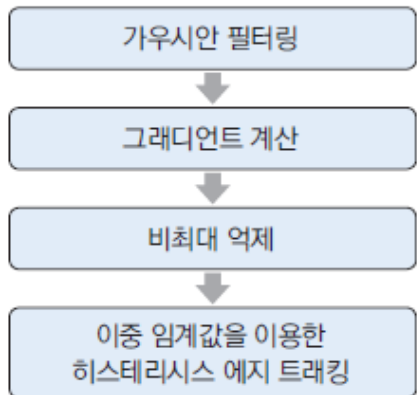 가우시안 필터링
그래디언트 계산
비최대 억제
이중 임계값을 이용한
히스테리시스 에지 트래킹